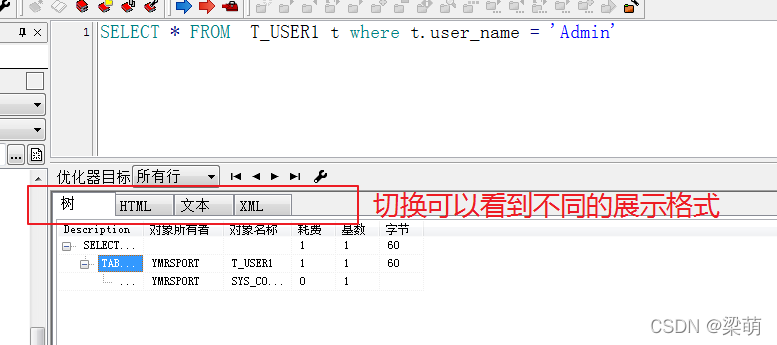 1 SELECT * FROM  T_USER1 t where t.user_name = 'Admin'
优化器目标 所有行
树 HTML 文本 XML
切换可以看到不同的展示格式
Description 对象所有者 对象名称 耗费 基数 字节
SELECT... 1 1 60
TAB... YMRSPORT T_USER1 1 1 60
... YMRSPORT SYS_CO... 0 1
CSDN @梁萌